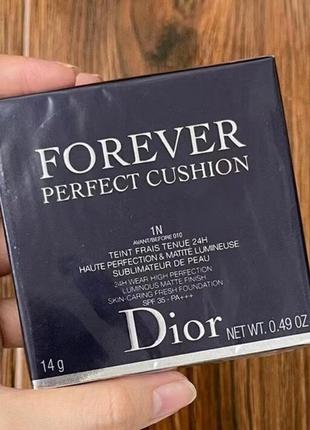 FOREVER
PERFECT CUSHION
1N
AVANT/BEFORE 010
TEINT FRAIS TENUE 24H
HAUTE PERFECTION & MATITÉ LUMINEUSE
SUBLIMATEUR DE PEAU
24H WEAR HIGH PERFECTION
LUMINOUS MATTE FINISH
SKIN-CARING FRESH FOUNDATION
SPF 35 - PA+++
14 g
Dior
NET WT. 0.49 OZ